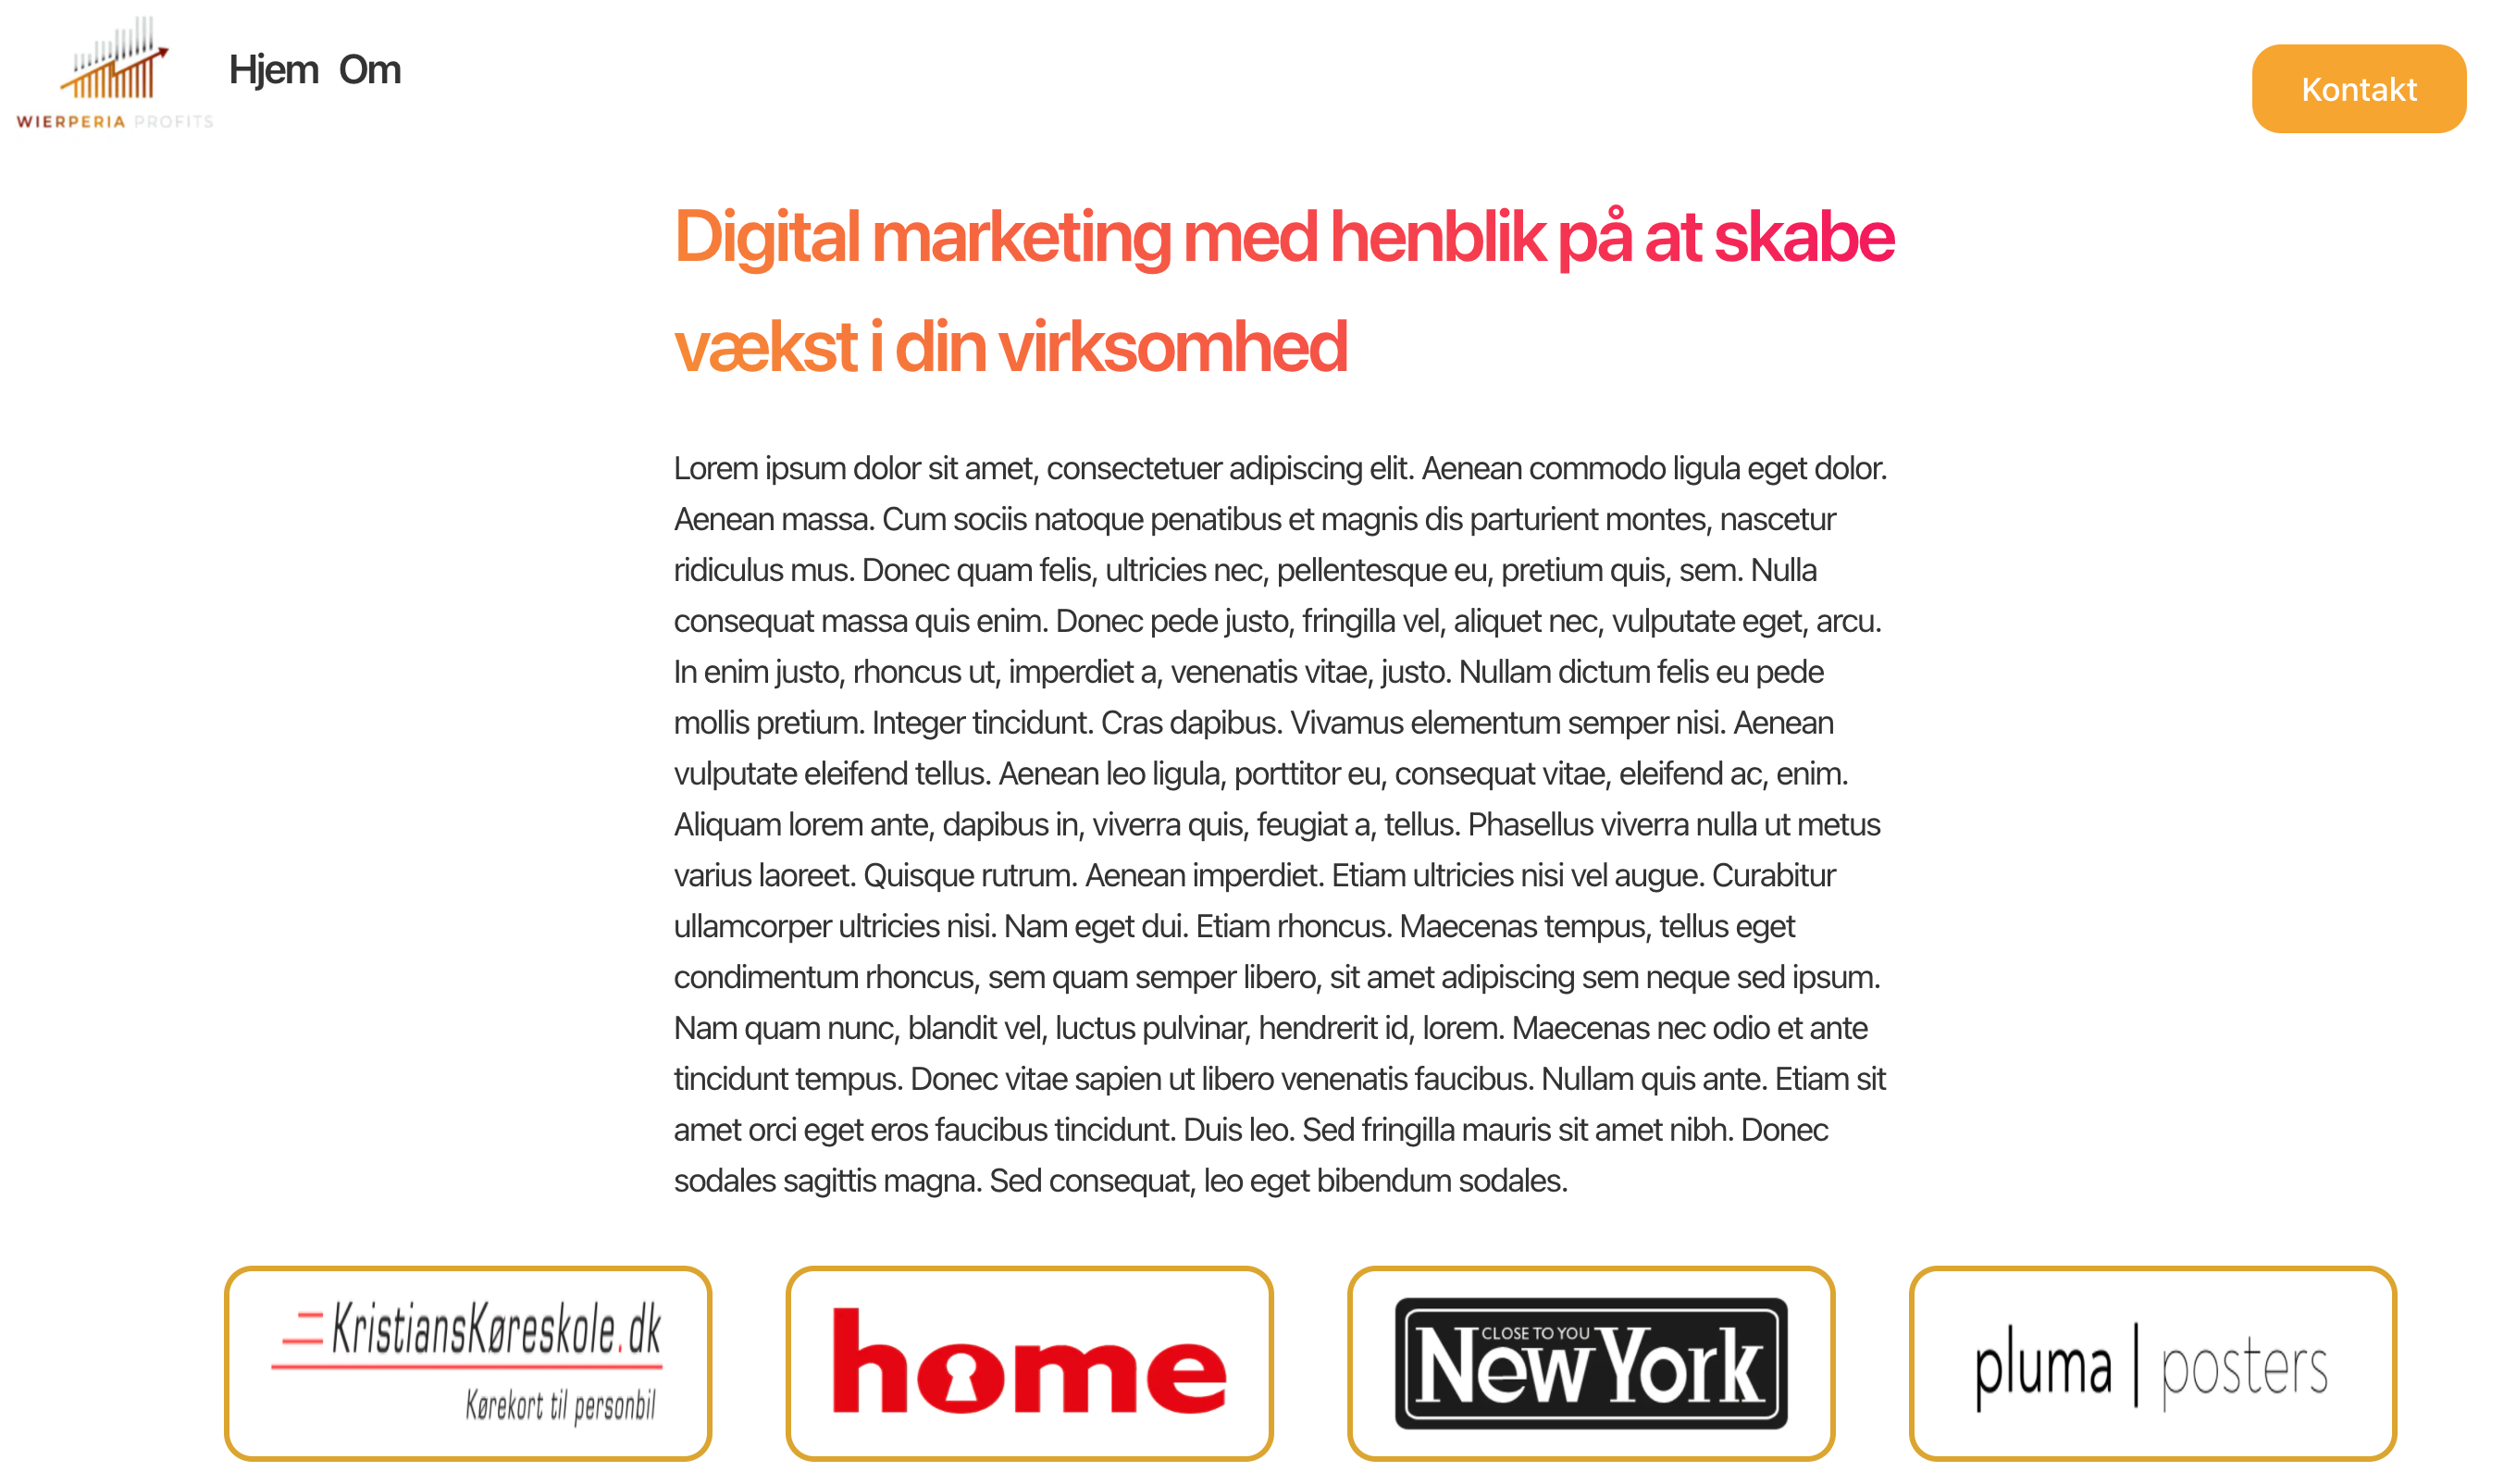 WIERPERIA PROFITS
Hjem Om
Kontakt
Digital marketing med henblik på at skabe
vækst i din virksomhed
Lorem ipsum dolor sit amet, consectetuer adipiscing elit. Aenean commodo ligula eget dolor.
Aenean massa. Cum sociis natoque penatibus et magnis dis parturient montes, nascetur
ridiculus mus. Donec quam felis, ultricies nec, pellentesque eu, pretium quis, sem. Nulla
consequat massa quis enim. Donec pede justo, fringilla vel, aliquet nec, vulputate eget, arcu.
In enim justo, rhoncus ut, imperdiet a, venenatis vitae, justo. Nullam dictum felis eu pede
mollis pretium. Integer tincidunt. Cras dapibus. Vivamus elementum semper nisi. Aenean
vulputate eleifend tellus. Aenean leo ligula, porttitor eu, consequat vitae, eleifend ac, enim.
Aliquam lorem ante, dapibus in, viverra quis, feugiat a, tellus. Phasellus viverra nulla ut metus
varius laoreet. Quisque rutrum. Aenean imperdiet. Etiam ultricies nisi vel augue. Curabitur
ullamcorper ultricies nisi. Nam eget dui. Etiam rhoncus. Maecenas tempus, tellus eget
condimentum rhoncus, sem quam semper libero, sit amet adipiscing sem neque sed ipsum.
Nam quam nunc, blandit vel, luctus pulvinar, hendrerit id, lorem. Maecenas nec odio et ante
tincidunt tempus. Donec vitae sapien ut libero venenatis faucibus. Nullam quis ante. Etiam sit
amet orci eget eros faucibus tincidunt. Duis leo. Sed fringilla mauris sit amet nibh. Donec
sodales sagittis magna. Sed consequat, leo eget bibendum sodales.
KristiansKøreskole.dk
Kørekort til personbil
home
CLOSE TO YOU
NewYork
pluma | posters